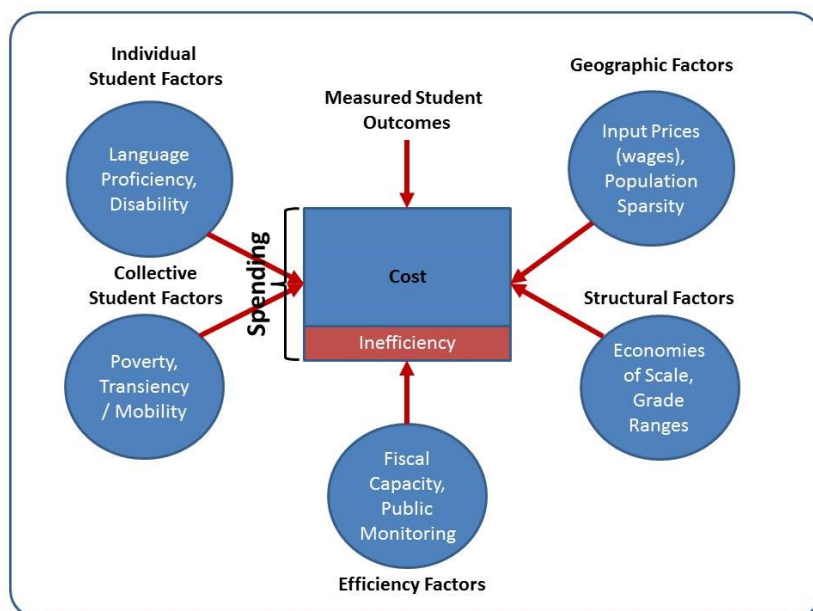 Individual
Student Factors
Language
Proficiency,
Disability
Collective
Student Factors
Poverty,
Transiency
/ Mobility
Measured Student
Outcomes
Spending
Cost
Inefficiency
Fiscal
Capacity,
Public
Monitoring
Efficiency Factors
Geographic Factors
Input Prices
(wages),
Population
Sparsity
Structural Factors
Economies
of Scale,
Grade
Ranges